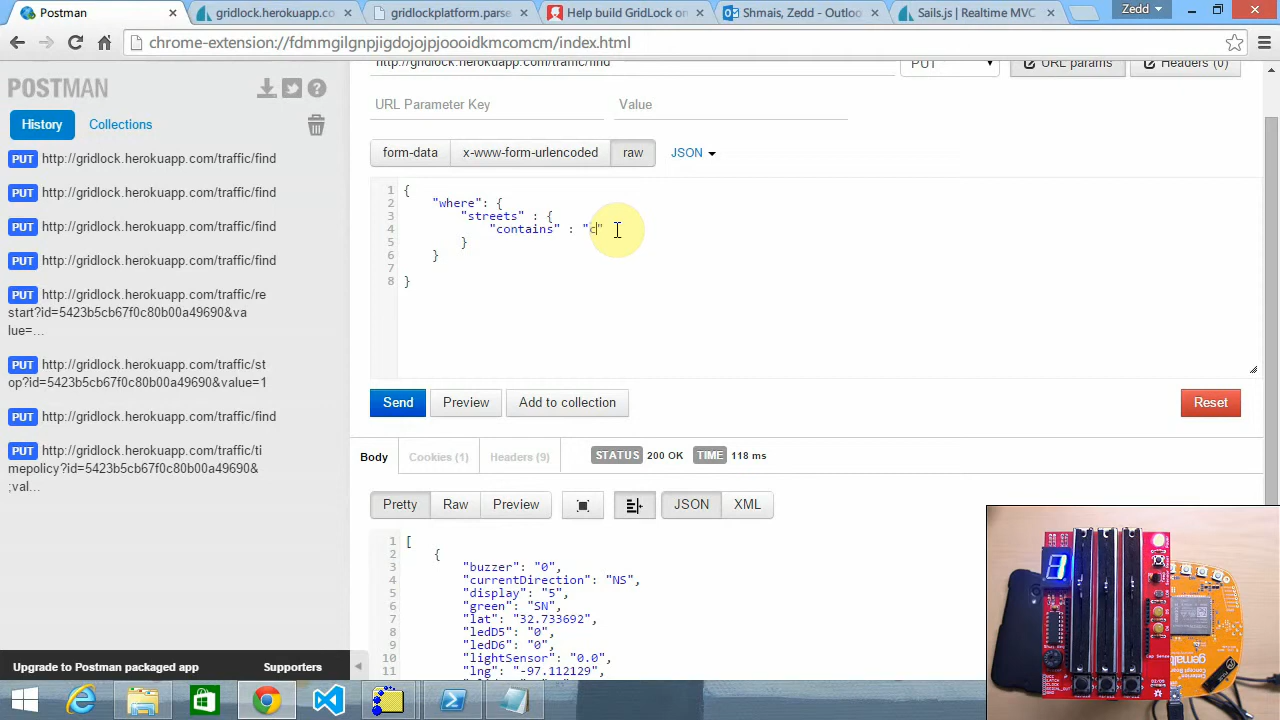 Postman
gridlock.herokuapp.co
gridlockplatform.parse
Help build GridLock on
Shmais, Zedd - Outloo
Sails.js | Realtime MVC
Zedd
chrome-extension://fdmmgilgnpjigdojojpjoooidkmcomcm/index.html
POSTMAN
History
Collections
PUT http://gridlock.herokuapp.com/traffic/find
PUT http://gridlock.herokuapp.com/traffic/find
PUT http://gridlock.herokuapp.com/traffic/find
PUT http://gridlock.herokuapp.com/traffic/find
PUT http://gridlock.herokuapp.com/traffic/re
start?id=5423b5cb67f0c80b00a49690&va
lue=...
PUT http://gridlock.herokuapp.com/traffic/st
op?id=5423b5cb67f0c80b00a49690&value=1
PUT http://gridlock.herokuapp.com/traffic/find
PUT http://gridlock.herokuapp.com/traffic/ti
mepolicy?id=5423b5cb67f0c80b00a49690&
;val...
Upgrade to Postman packaged app
Supporters
http://gridlock.herokuapp.com/traffic/find
PUT
URL params
Headers (0)
URL Parameter Key
Value
form-data
x-www-form-urlencoded
raw
JSON
1 {
2 "where": {
3 "streets" : {
4 "contains" : "c"
5 }
6 }
7
8 }
Send
Preview
Add to collection
Reset
Body
Cookies (1)
Headers (9)
STATUS 200 OK
TIME 118 ms
Pretty
Raw
Preview
JSON
XML
1 [
2 {
3 "buzzer": "0",
4 "currentDirection": "NS",
5 "display": "5",
6 "green": "SN",
7 "lat": "32.733692",
8 "ledD5": "0",
9 "ledD6": "0",
10 "lightSensor": "0.0",
11 "lng": "-97.112129",
gemalto